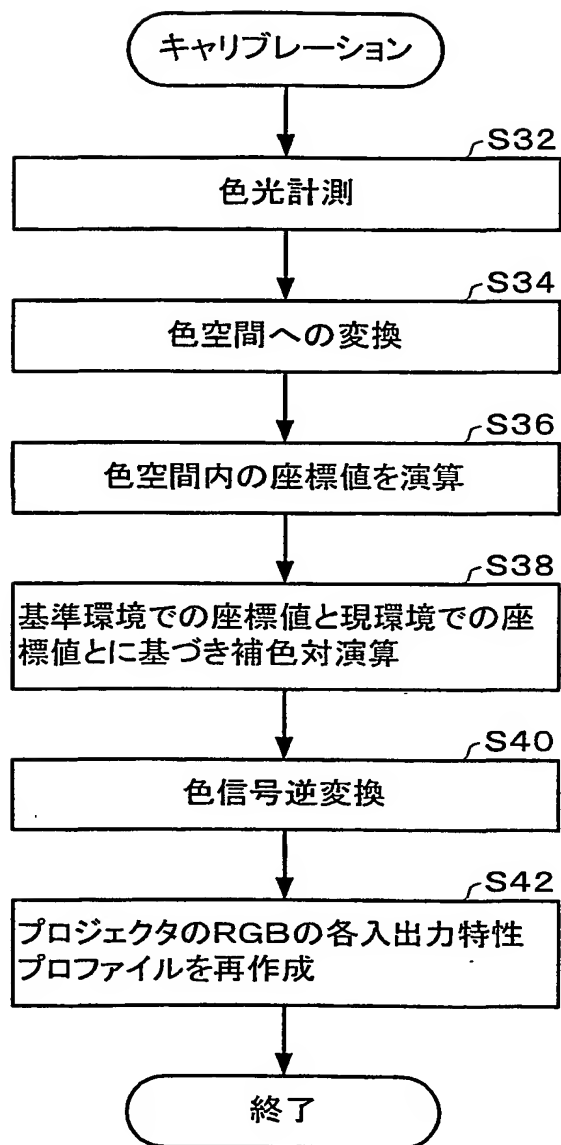 キャリブレーション
S32
色光計測
S34
色空間への変換
S36
色空間内の座標値を演算
S38
基準環境での座標値と現環境での座
標値とに基づき補色対演算
S40
色信号逆変換
S42
プロジェクタのRGBの各入出力特性
プロファイルを再作成
終了